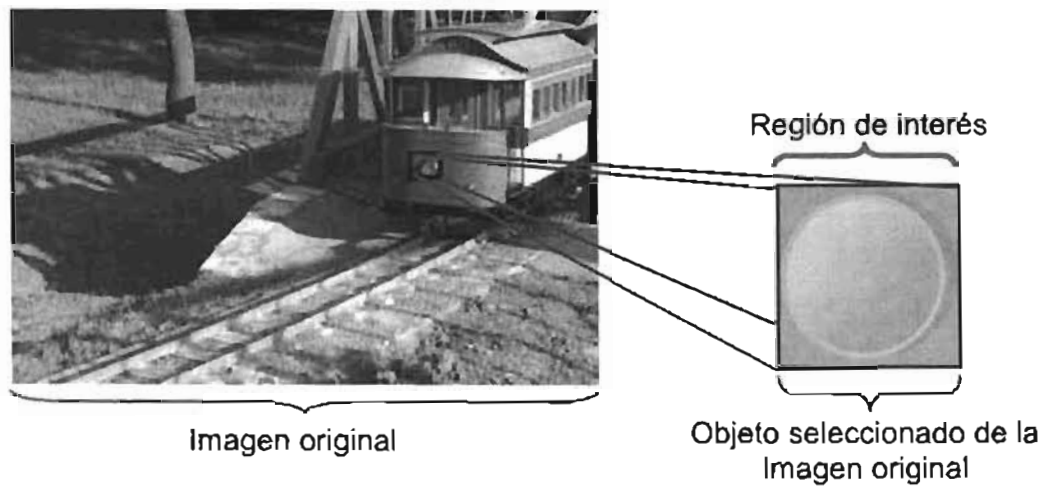 Región de interés
Imagen original
Objeto seleccionado de la
Imagen original